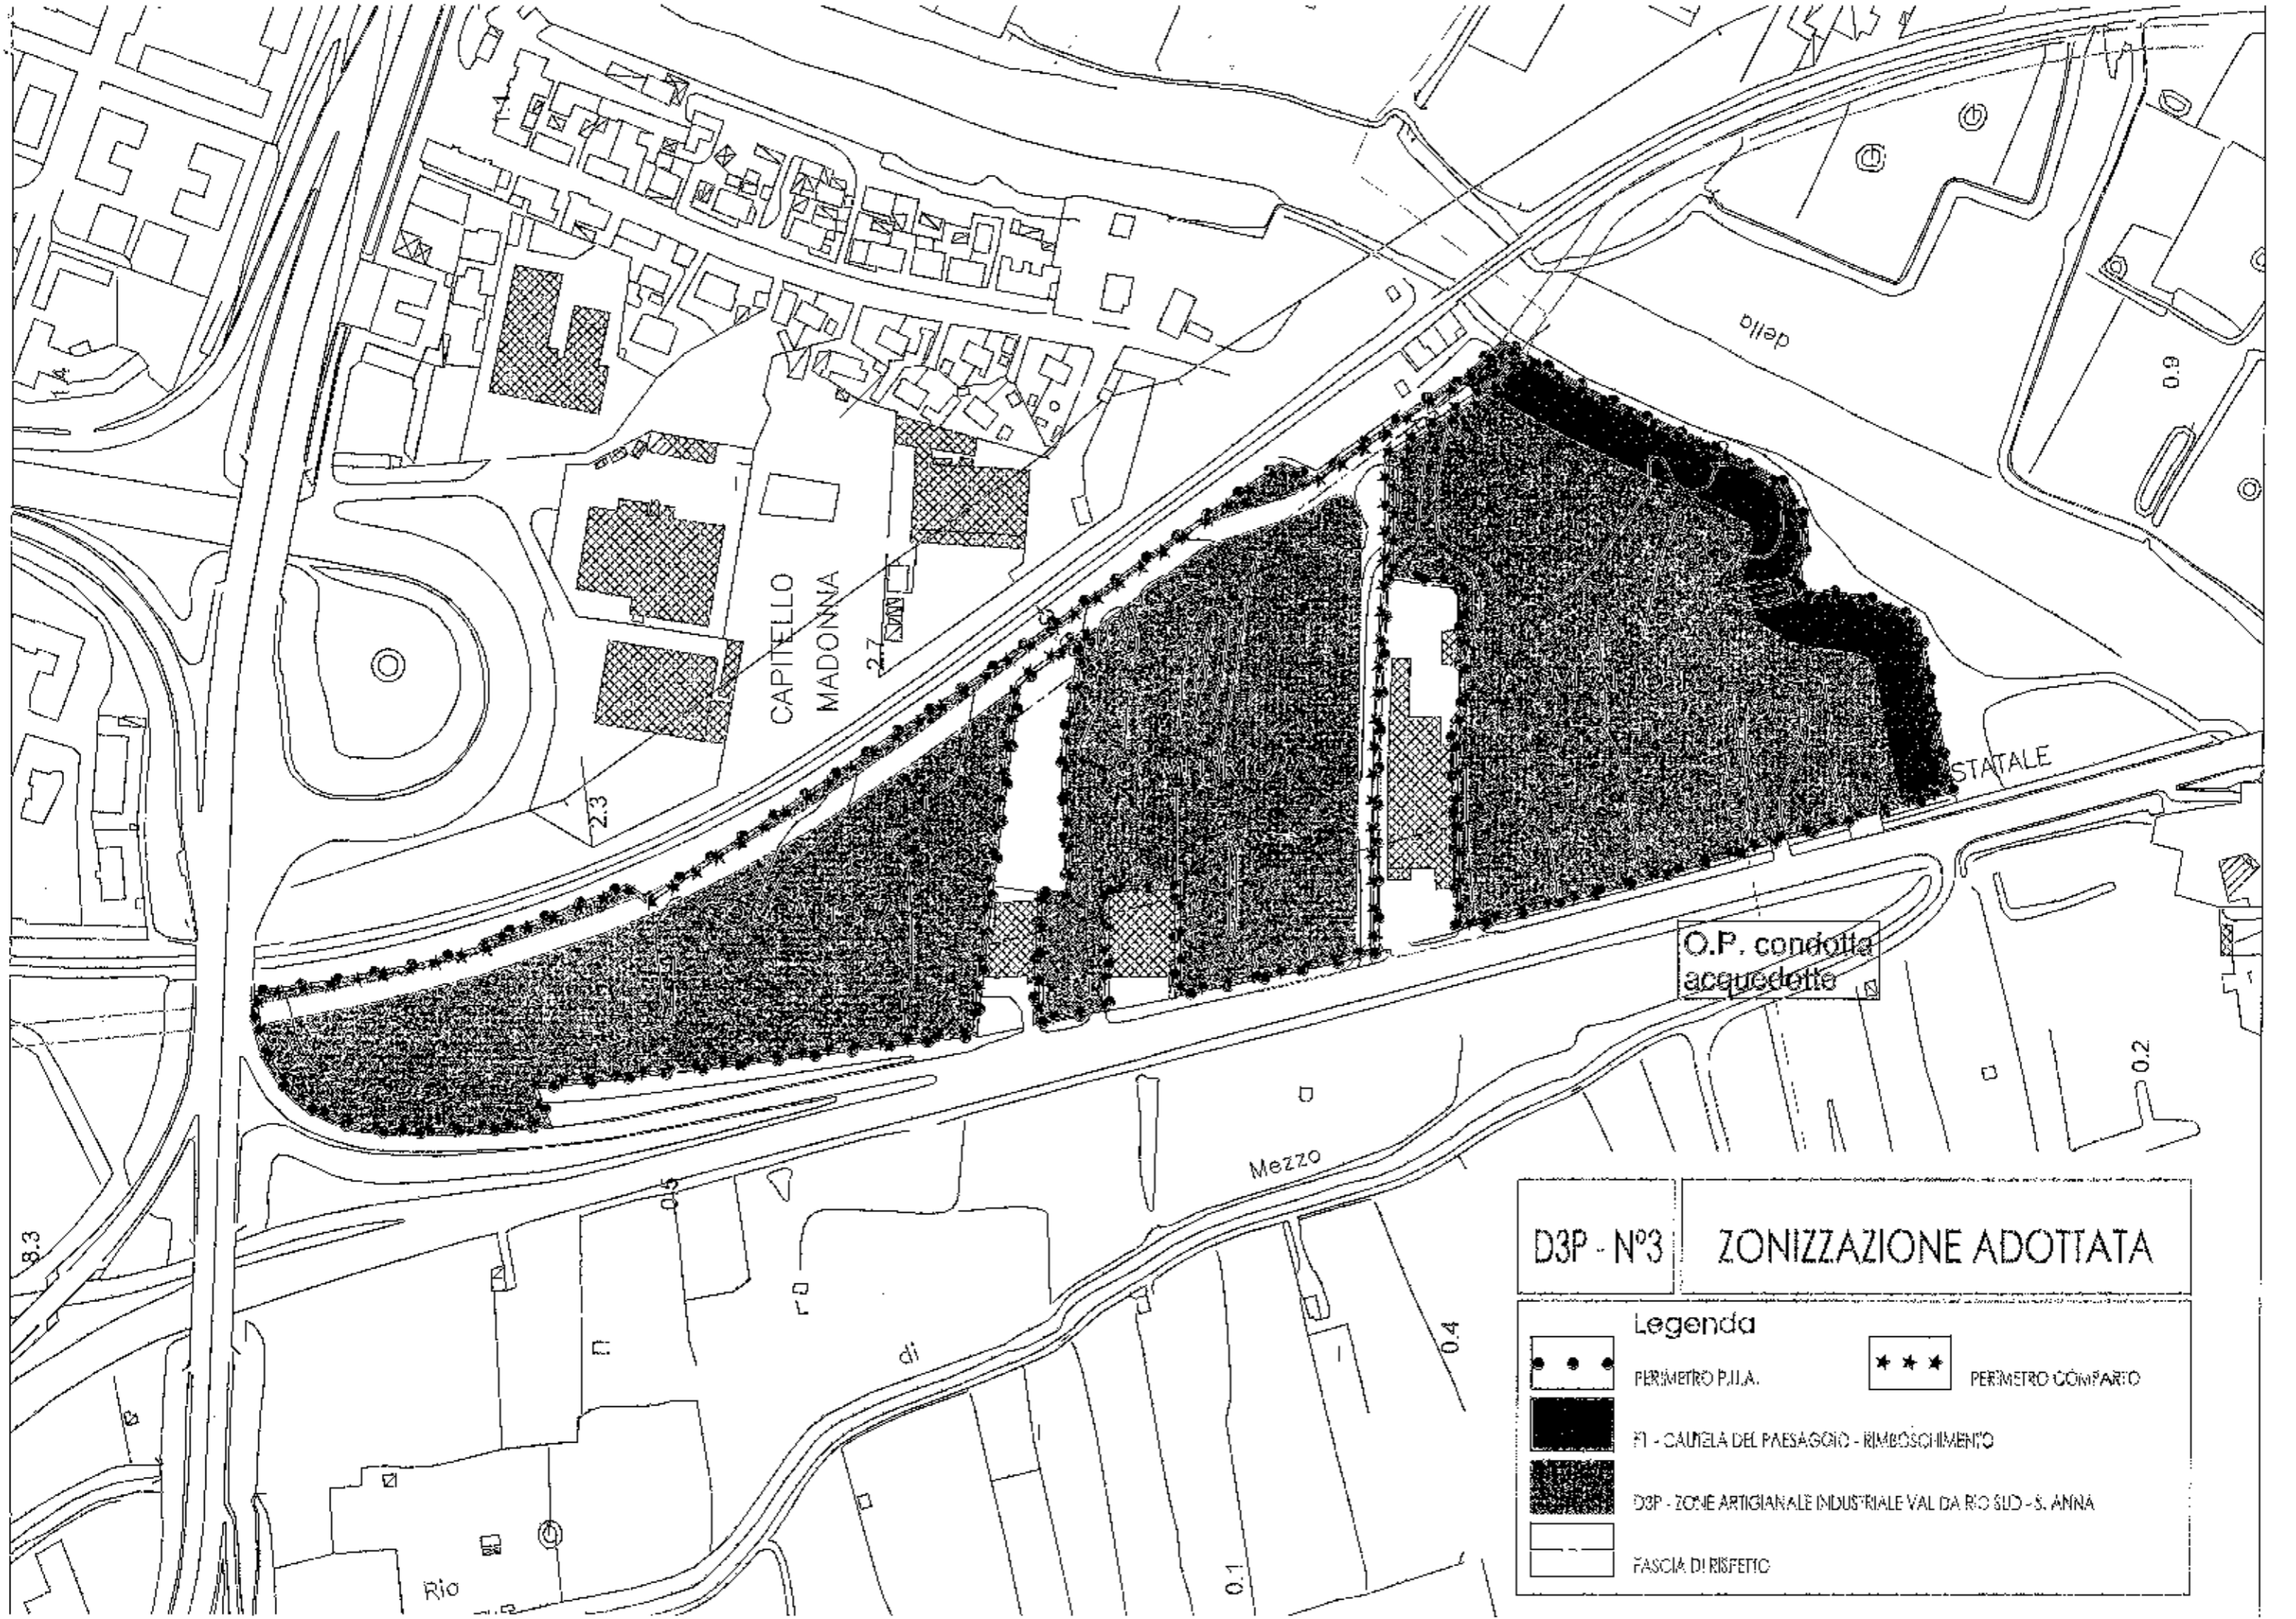 della
0.9
CAPITELLO
MADONNA
2.7
2.3
STATALE
O.P. condotta
acquedotto
0.2
Mezzo
0.5
8.3
di
0.4
Rio
0.1
D3P - N°3
ZONIZZAZIONE ADOTTATA
Legenda
PERIMETRO P.U.A.
PERIMETRO COMPARTO
F1 - CAUTELA DEL PAESAGGIO - RIMBOSCHIMENTO
D3P - ZONE ARTIGIANALE INDUSTRIALE VAL DA RIO SUD - S. ANNA
FASCIA DI RISPETTO